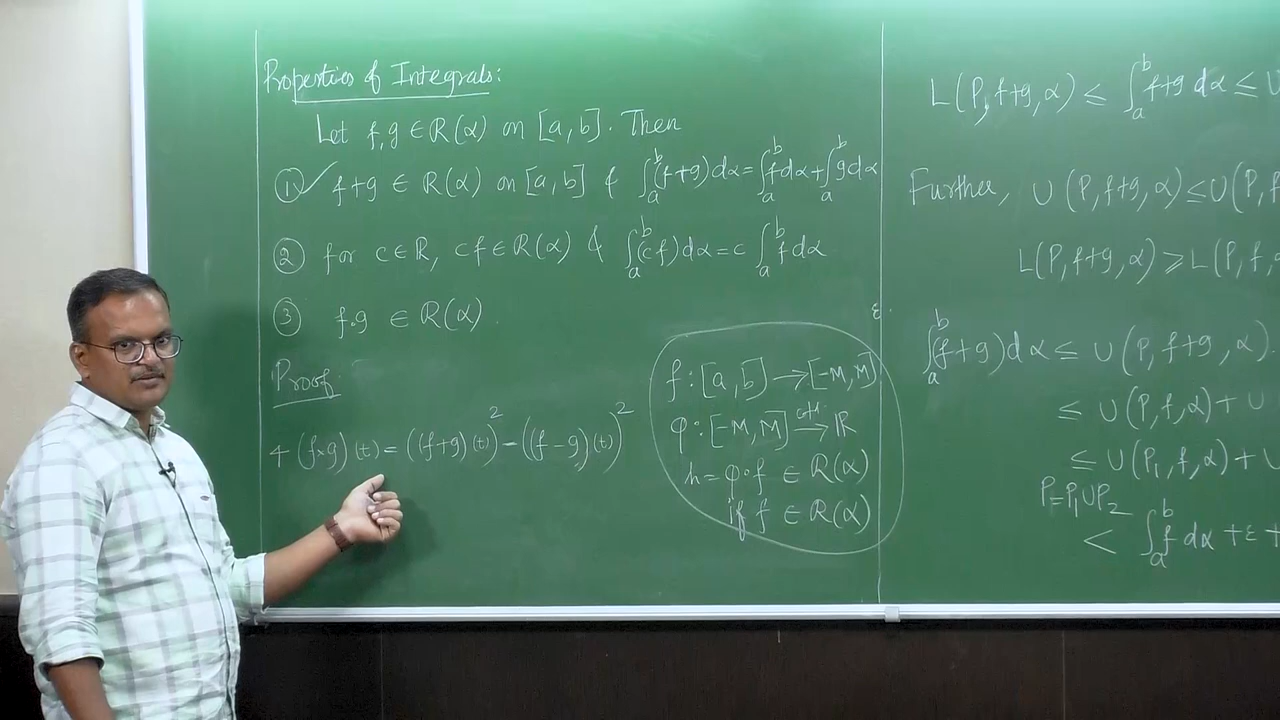 Properties of Integrals:
Let f,g ∈ R(α) on [a,b]. Then
① ✓ f+g ∈ R(α) on [a,b] & ∫_a^b (f+g)dα = ∫_a^b f dα + ∫_a^b g dα
② for c∈ℝ, cf∈R(α) & ∫_a^b (cf)dα = c ∫_a^b f dα
③ f•g ∈ R(α).
Proof:
4(f×g)(t) = ((f+g)(t))² − ((f−g)(t))²
f:[a,b] → [-M,M]
φ:[-M,M] cts→ ℝ
h=φ∘f ∈ R(α)
if f ∈ R(α)
L(P,f+g,α) ≤ ∫_a^b f+g dα ≤ U
Further, U(P,f+g,α) ≤ U(P,f
L(P,f+g,α) ≥ L(P,f,
ε.
∫_a^b (f+g)dα ≤ U(P,f+g,α).
≤ U(P,f,α) + U
≤ U(P₁,f,α) + U
P=P₁∪P₂
< ∫_a^b f dα + ε +